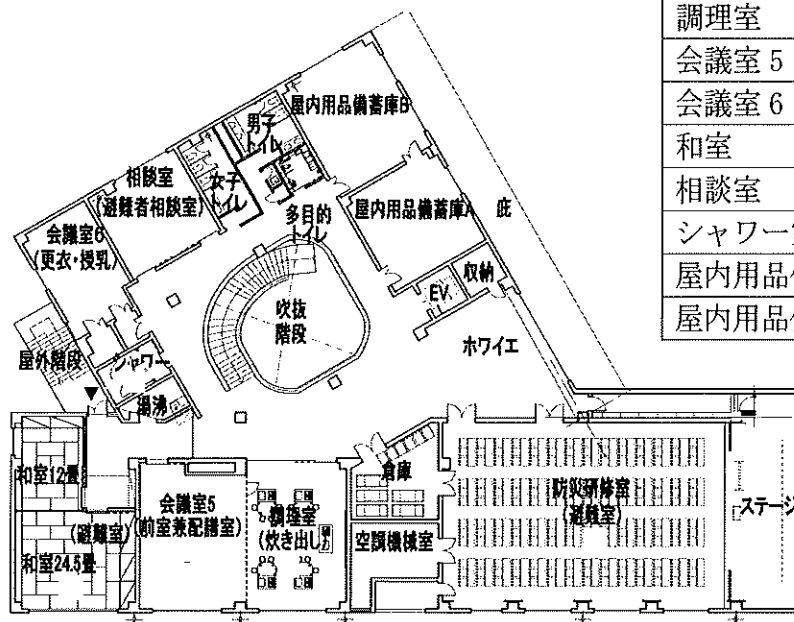 調理室
会議室5
会議室6
和室
相談室
シャワー
屋内用品
屋内用品
屋内用品備蓄庫B
男子
トイレ
女子
トイレ
相談室
(避難者相談室)
会議室6
(更衣・授乳)
多目的
トイレ
屋内用品備蓄庫A
庇
収納
EV
吹抜
階段
ホワイエ
屋外階段
シャワー
湯沸
和室12畳
(避難室)
和室24.5畳
会議室5
(前室兼配膳室)
調理室
(炊き出し)
倉庫
空調機械室
防災研修室
(避難室)
ステージ